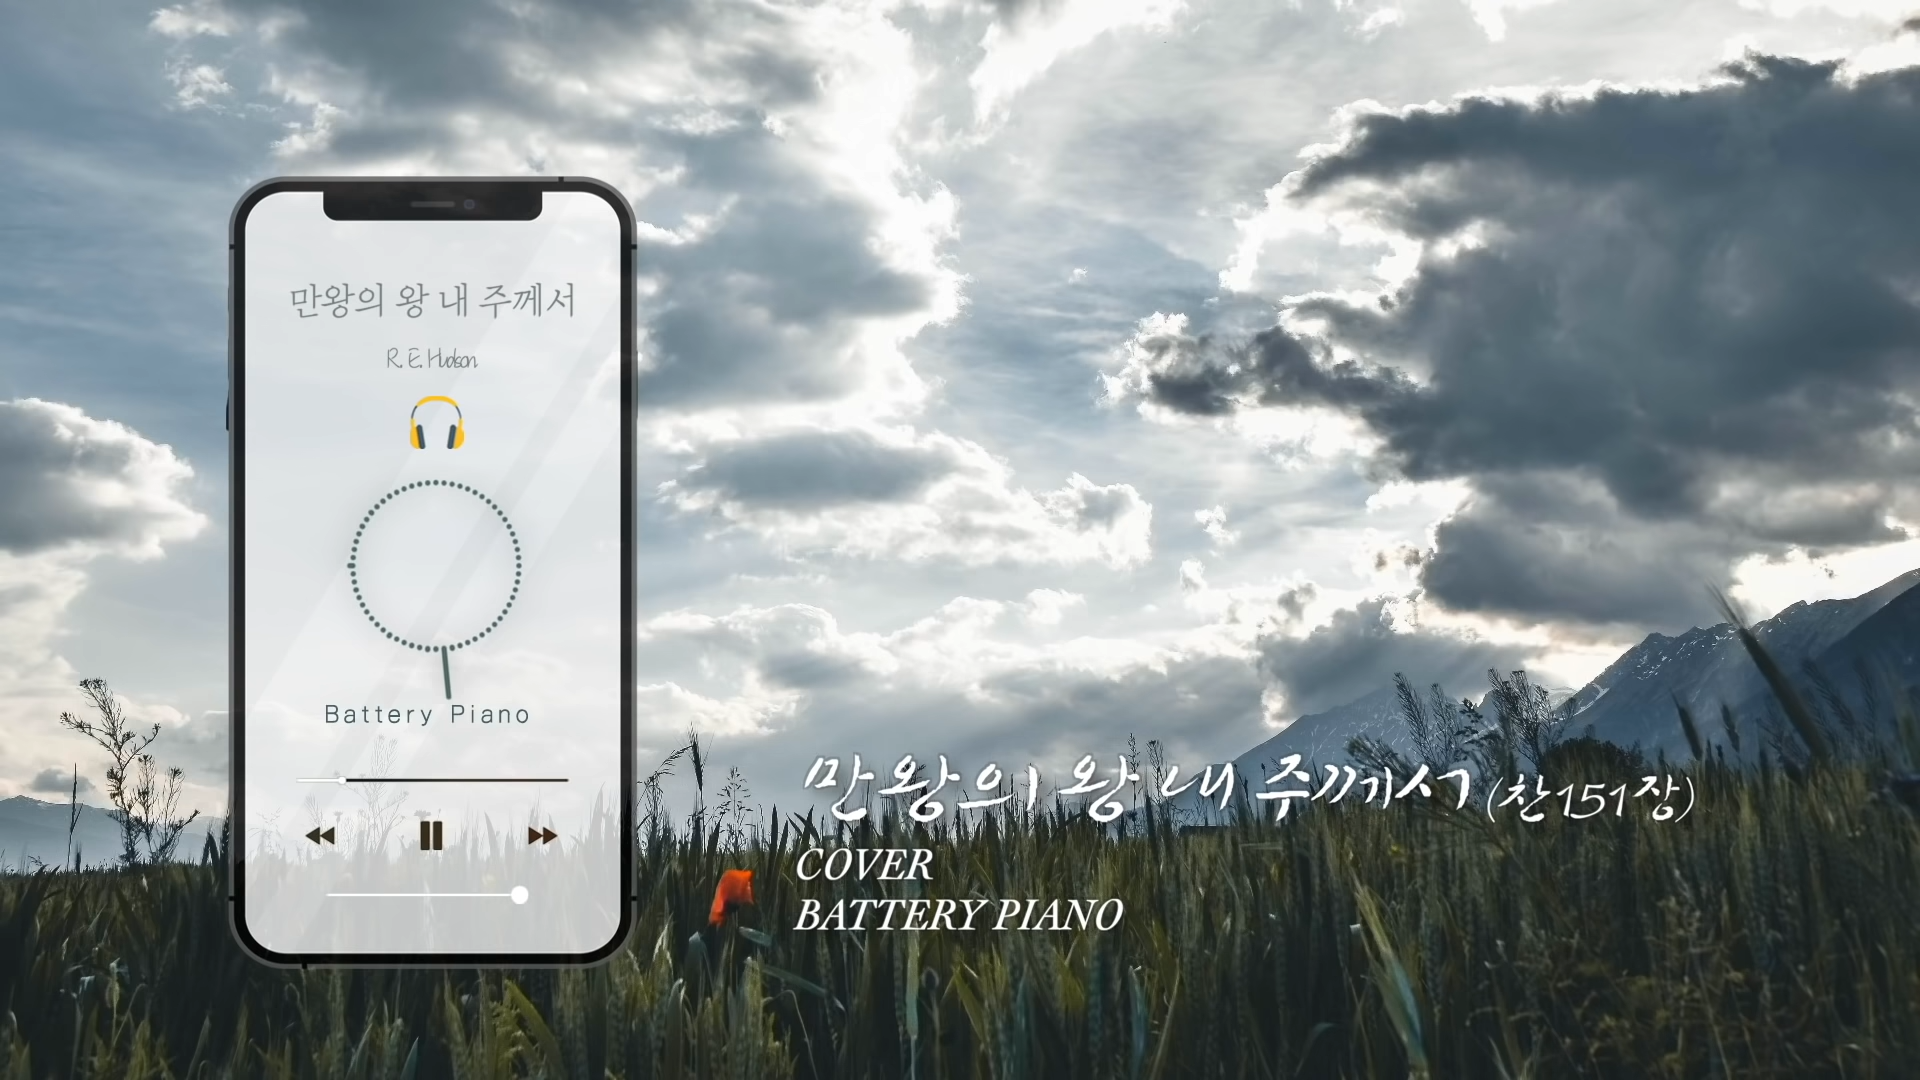 만왕의 왕 내 주께서
R. E. Hudson
Battery Piano
만왕의 왕 내 주께서 (찬151장)
COVER
BATTERY PIANO